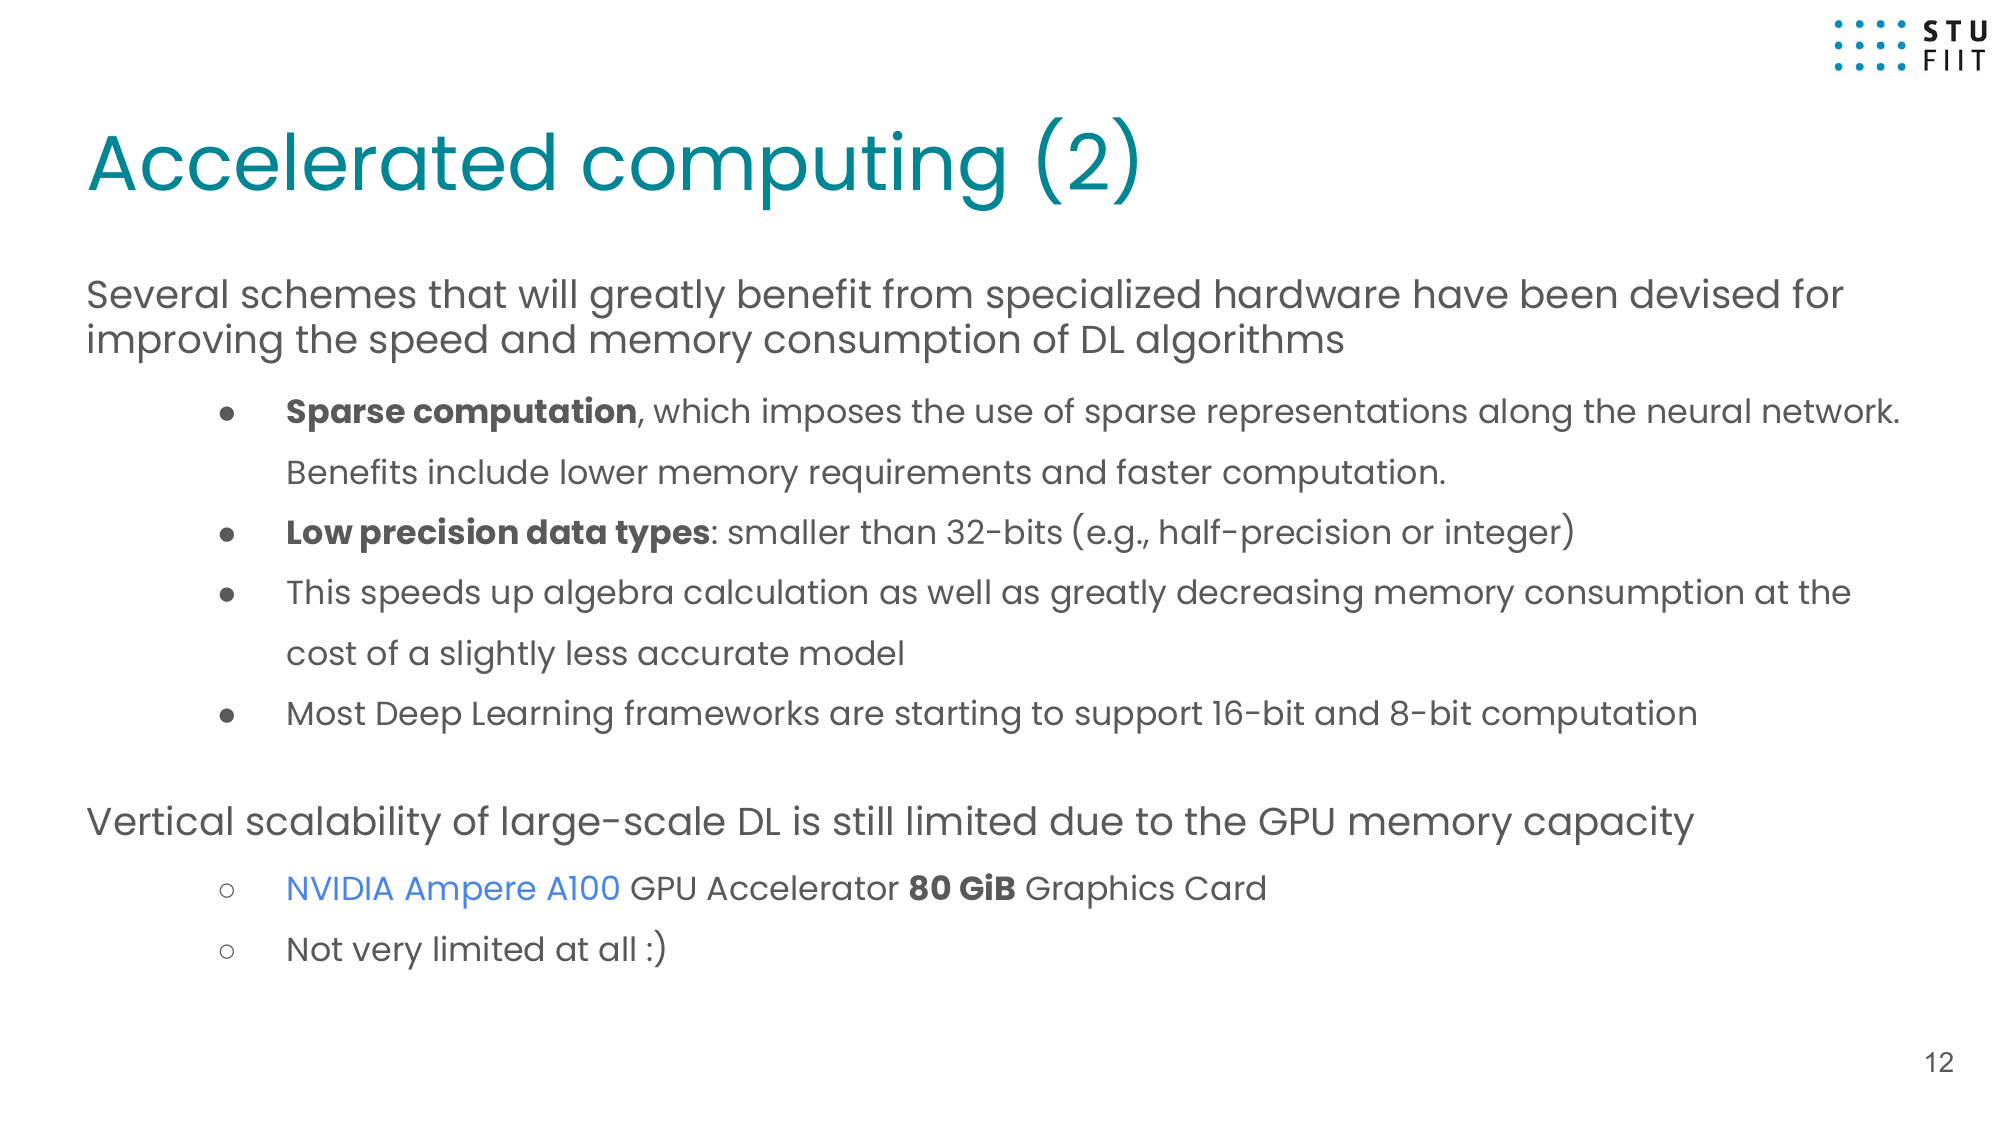 STU
FIIT
Accelerated computing (2)
Several schemes that will greatly benefit from specialized hardware have been devised for
improving the speed and memory consumption of DL algorithms
● Sparse computation, which imposes the use of sparse representations along the neural network.
Benefits include lower memory requirements and faster computation.
● Low precision data types: smaller than 32-bits (e.g., half-precision or integer)
● This speeds up algebra calculation as well as greatly decreasing memory consumption at the
cost of a slightly less accurate model
● Most Deep Learning frameworks are starting to support 16-bit and 8-bit computation
Vertical scalability of large-scale DL is still limited due to the GPU memory capacity
○ NVIDIA Ampere A100 GPU Accelerator 80 GiB Graphics Card
○ Not very limited at all :)
12